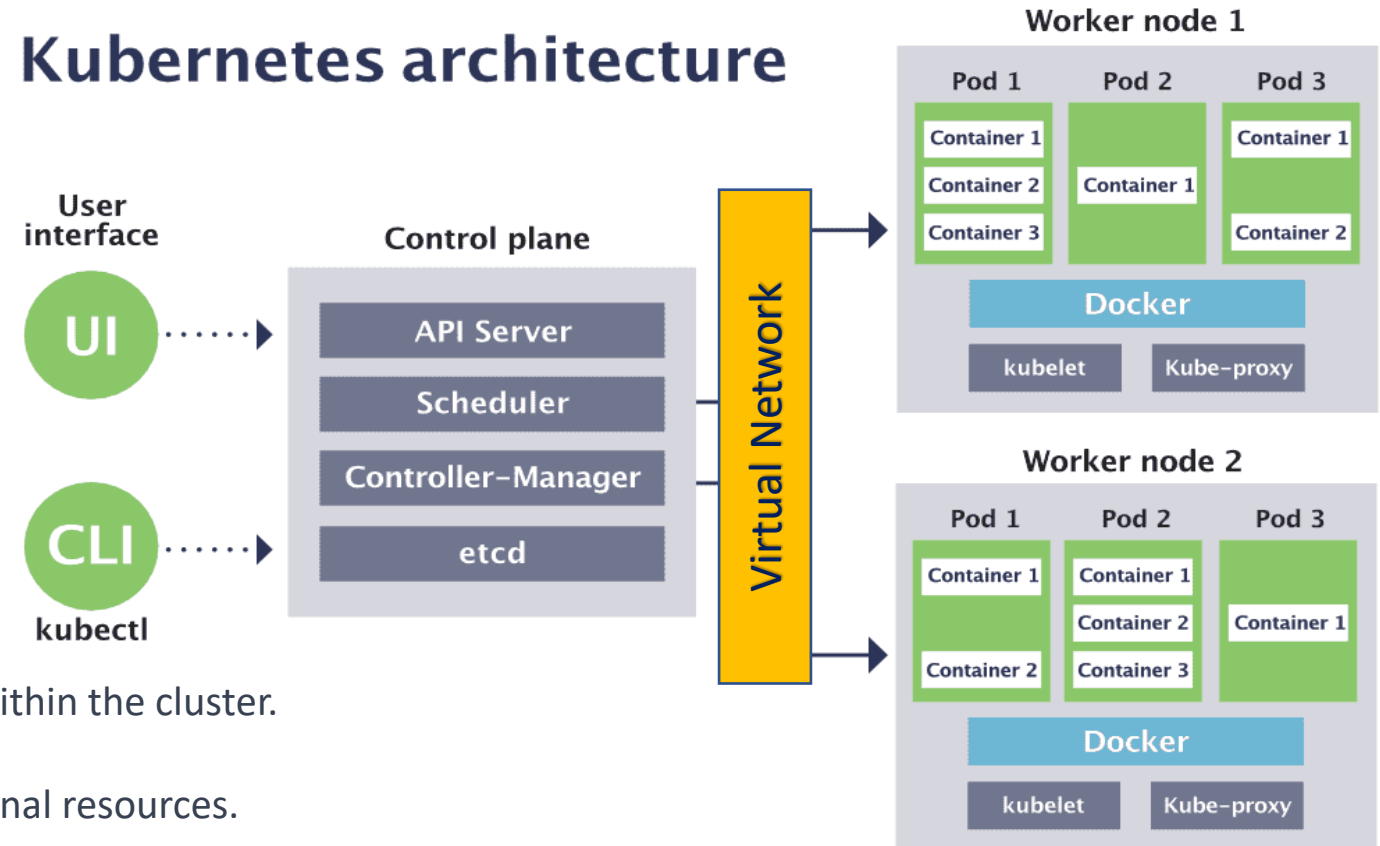 Kubernetes architecture
User
interface
UI
CLI
kubectl
Control plane
API Server
Scheduler
Controller-Manager
etcd
Virtual Network
Worker node 1
Pod 1
Container 1
Container 2
Container 3
Pod 2
Container 1
Pod 3
Container 1
Container 2
Docker
kubelet
Kube-proxy
Worker node 2
Pod 1
Container 1
Container 2
Pod 2
Container 1
Container 2
Container 3
Pod 3
Container 1
Docker
kubelet
Kube-proxy
within the cluster.
nal resources.